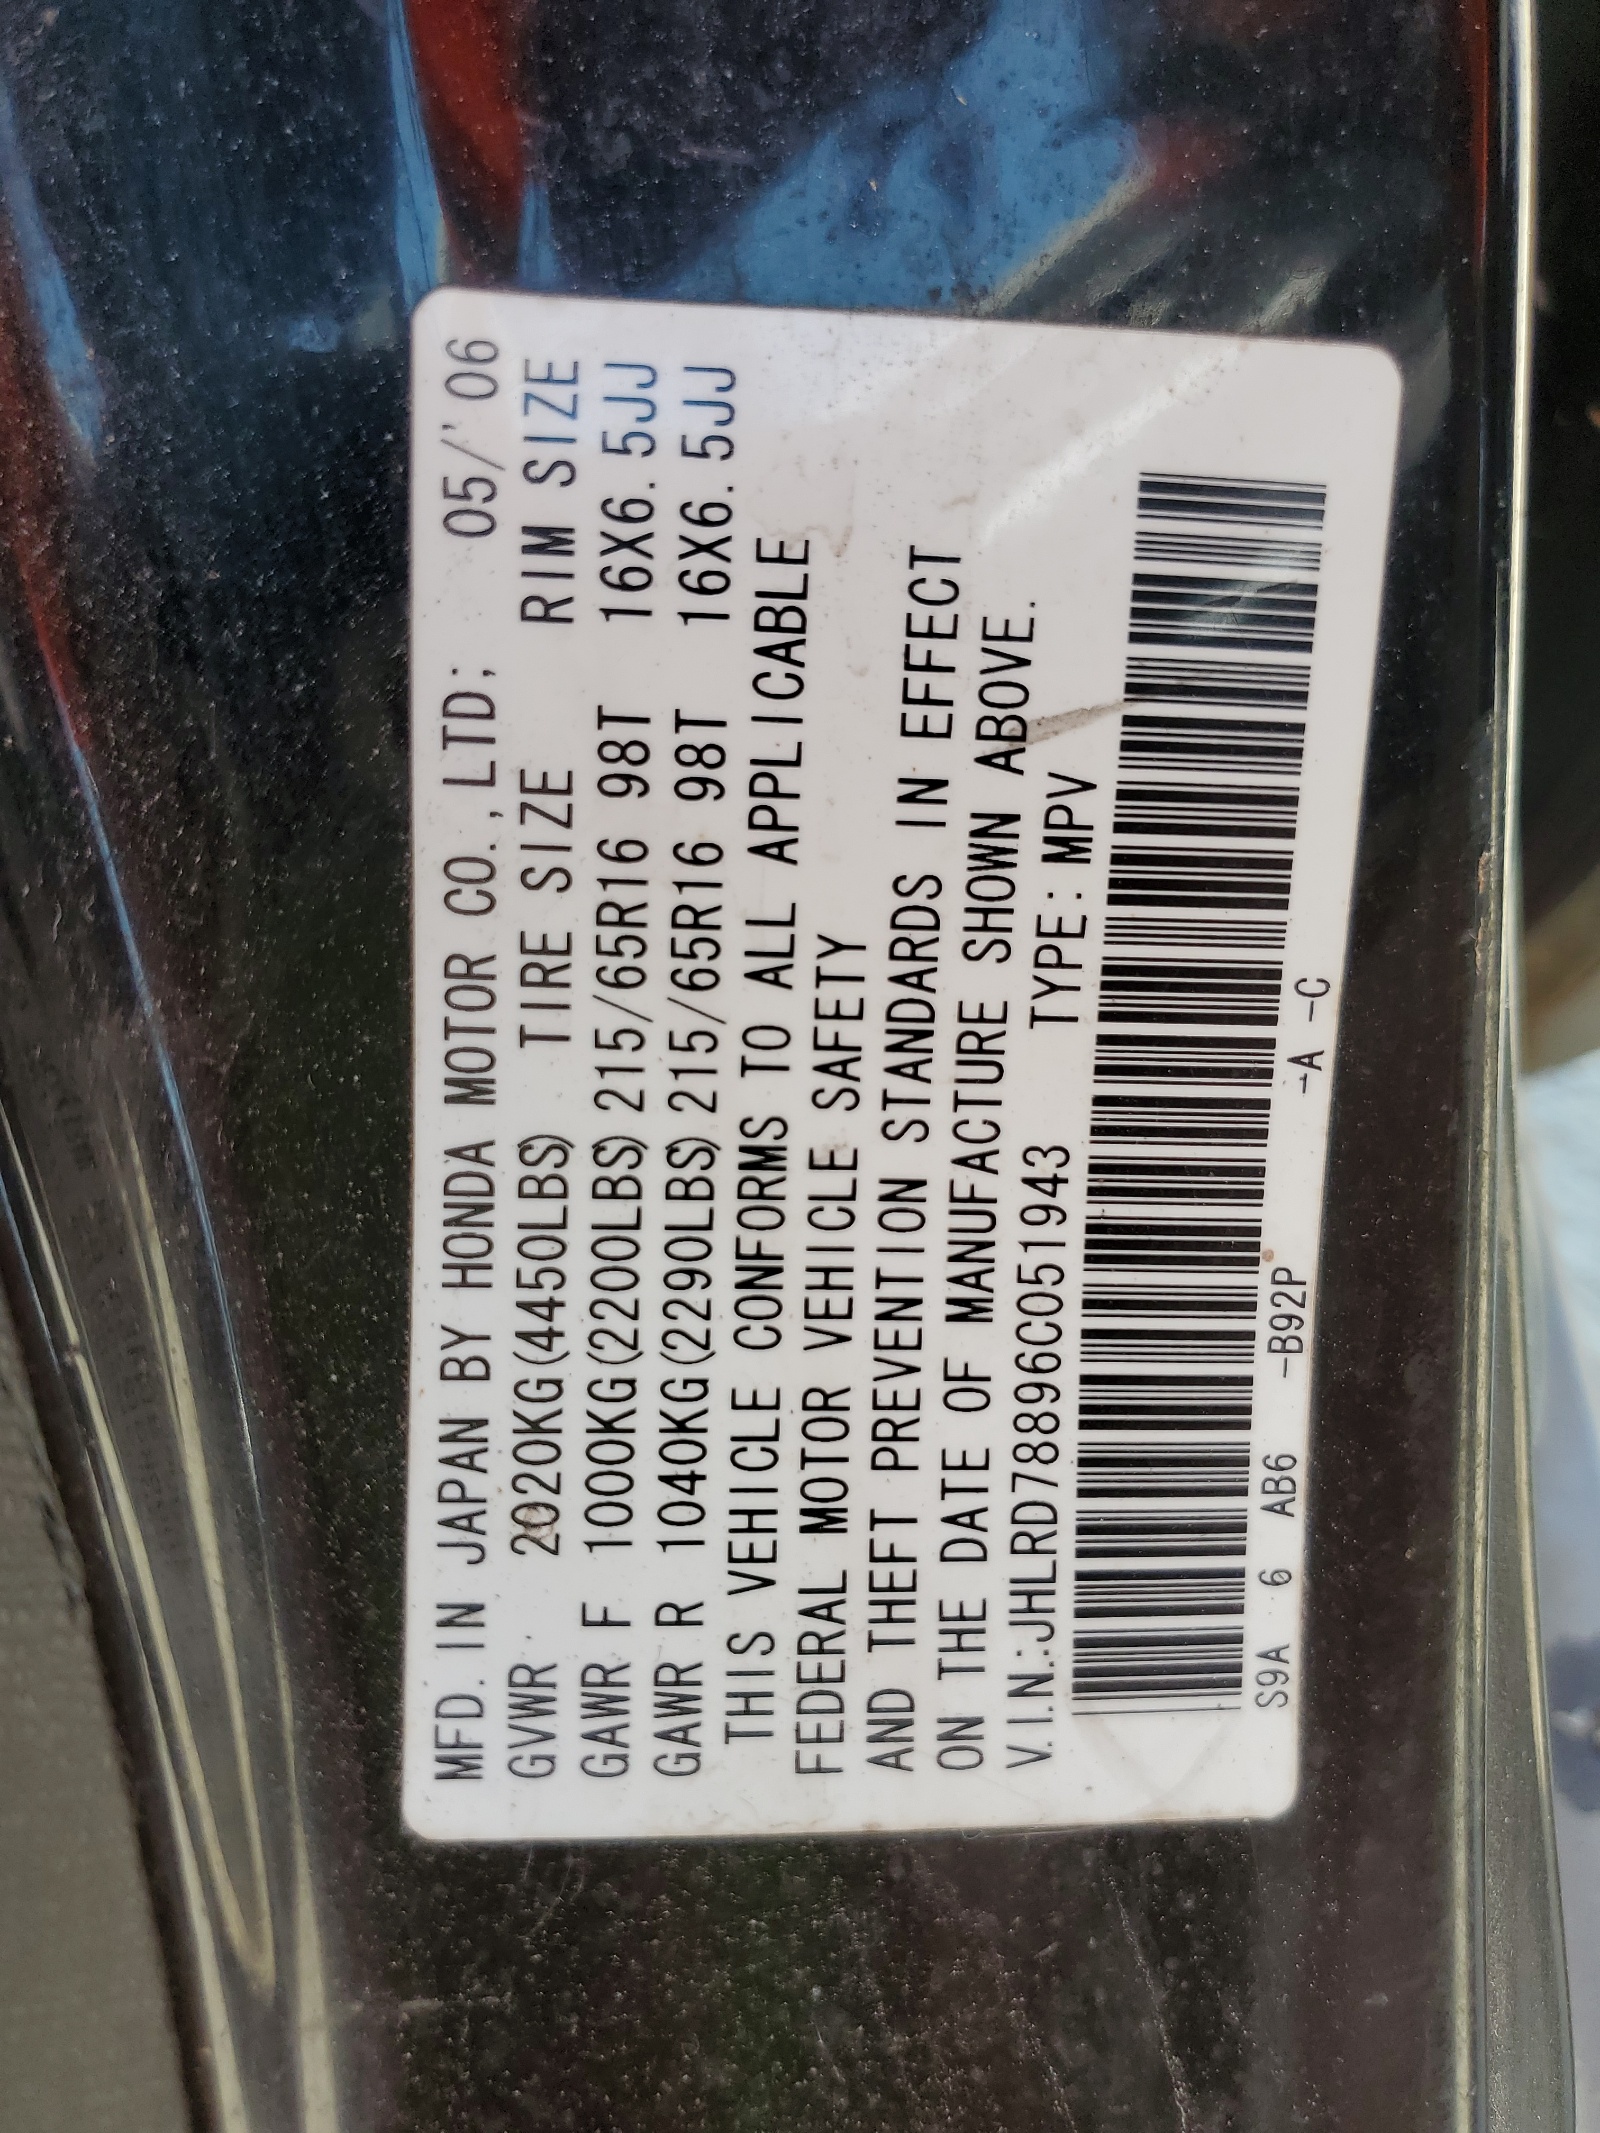 MFD. IN JAPAN BY HONDA MOTOR CO.,LTD; 05/'06
GVWR 2020KG(4450LBS) TIRE SIZE RIM SIZE
GAWR F 1000KG(2200LBS) 215/65R16 98T 16X6.5JJ
GAWR R 1040KG(2290LBS) 215/65R16 98T 16X6.5JJ
THIS VEHICLE CONFORMS TO ALL APPLICABLE
FEDERAL MOTOR VEHICLE SAFETY
AND THEFT PREVENTION STANDARDS IN EFFECT
ON THE DATE OF MANUFACTURE SHOWN ABOVE.
V.I.N.:JHLRD78896C051943 TYPE:MPV
S9A 6 AB6 -B92P -A -C